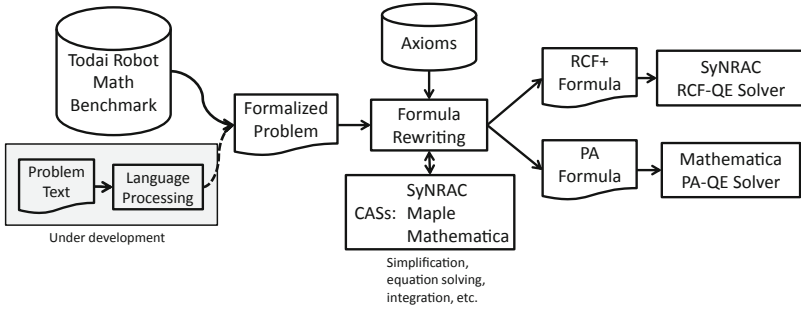 Todai Robot
Math
Benchmark
Axioms
RCF+
Formula
SyNRAC
RCF-QE Solver
Formalized
Problem
Formula
Rewriting
Problem
Text
Language
Processing
Under development
PA
Formula
Mathematica
PA-QE Solver
SyNRAC
CASs: Maple
Mathematica
Simplification,
equation solving,
integration, etc.